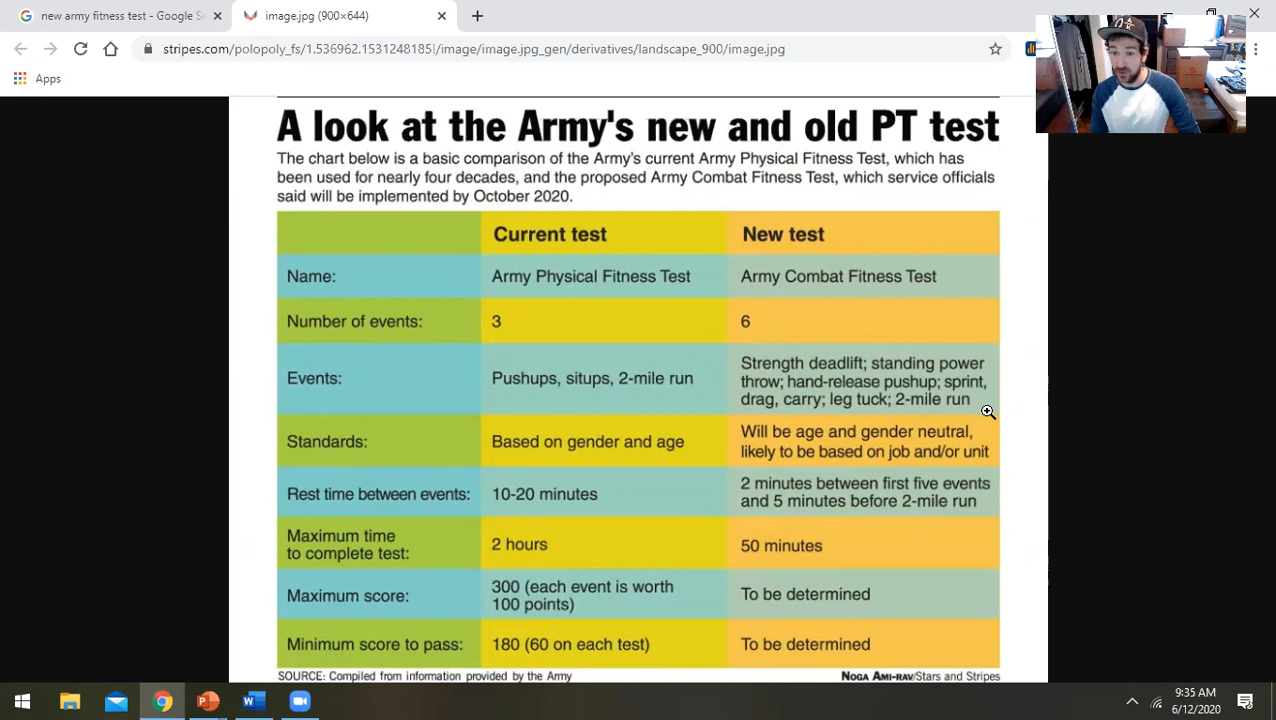 new army fitness test - Google Se
image.jpg (900×644)
stripes.com/polopoly_fs/1.536562.1531248185!/image/image.jpg_gen/derivatives/landscape_900/image.jpg
Apps
A look at the Army's new and old PT test
The chart below is a basic comparison of the Army's current Army Physical Fitness Test, which has
been used for nearly four decades, and the proposed Army Combat Fitness Test, which service officials
said will be implemented by October 2020.
Current test
New test
Name:
Army Physical Fitness Test
Army Combat Fitness Test
Number of events:
3
6
Events:
Pushups, situps, 2-mile run
Strength deadlift; standing power
throw; hand-release pushup; sprint,
drag, carry; leg tuck; 2-mile run
Standards:
Based on gender and age
Will be age and gender neutral,
likely to be based on job and/or unit
Rest time between events:
10-20 minutes
2 minutes between first five events
and 5 minutes before 2-mile run
Maximum time
to complete test:
2 hours
50 minutes
Maximum score:
300 (each event is worth
100 points)
To be determined
Minimum score to pass:
180 (60 on each test)
To be determined
SOURCE: Compiled from information provided by the Army
NOGA AMI-RAV/Stars and Stripes
9:35 AM
6/12/2020